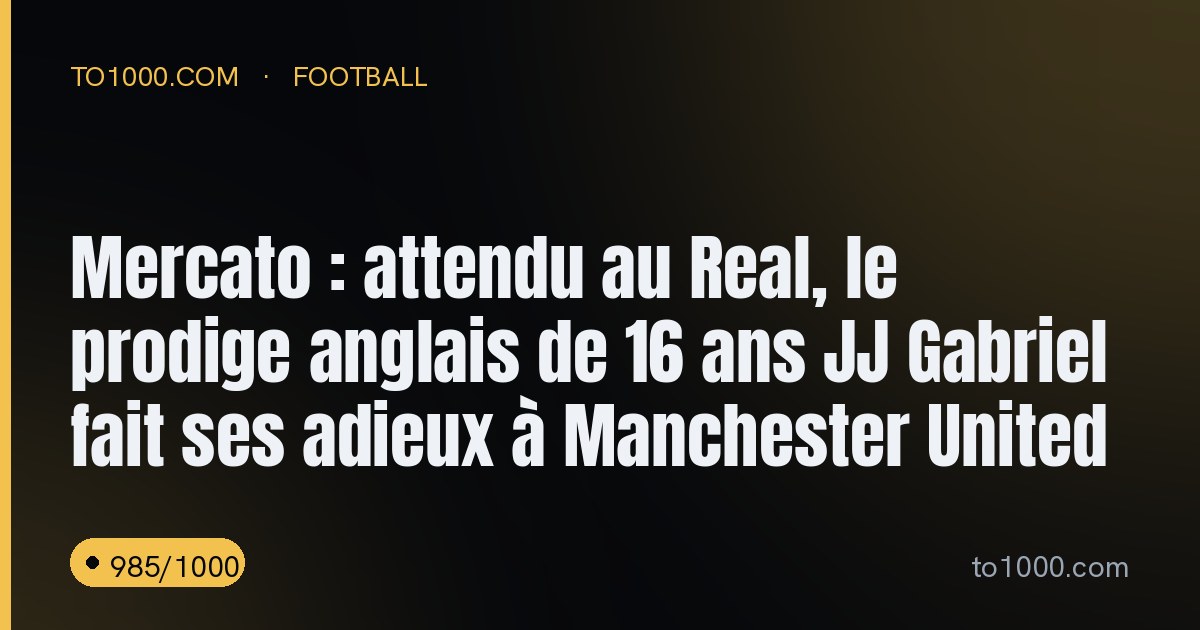 TO1000.COM · FOOTBALL
Mercato : attendu au Real, le
prodige anglais de 16 ans JJ Gabriel
fait ses adieux à Manchester United
985/1000
to1000.com